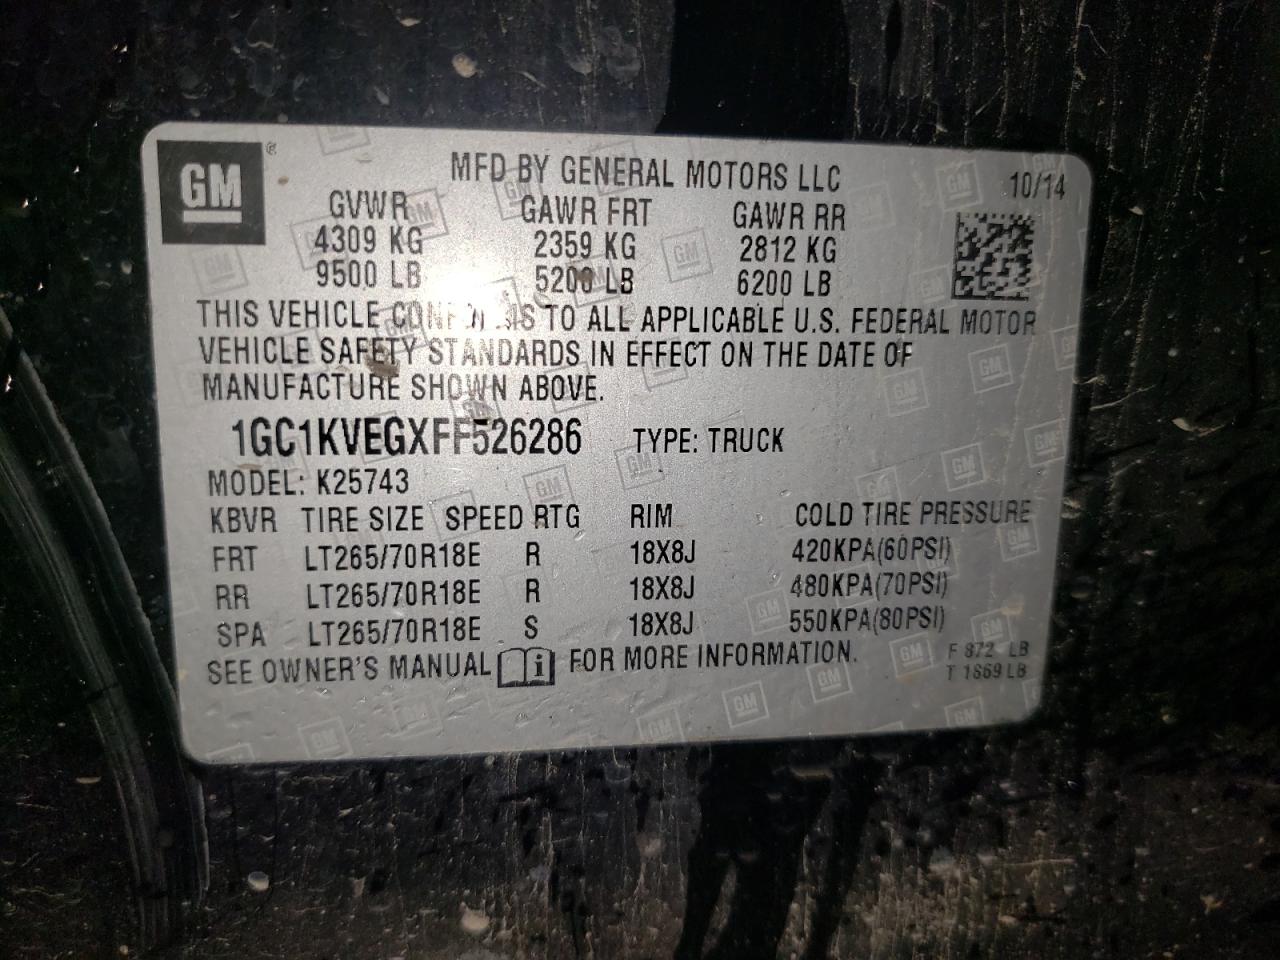 GM ®
MFD BY GENERAL MOTORS LLC
10/14
GVWR GAWR FRT GAWR RR
4309 KG 2359 KG 2812 KG
9500 LB 5200 LB 6200 LB
THIS VEHICLE CONFORMS TO ALL APPLICABLE U.S. FEDERAL MOTOR
VEHICLE SAFETY STANDARDS IN EFFECT ON THE DATE OF
MANUFACTURE SHOWN ABOVE.
1GC1KVEGXFF526286 TYPE: TRUCK
MODEL: K25743
KBVR TIRE SIZE SPEED RTG RIM COLD TIRE PRESSURE
FRT LT265/70R18E R 18X8J 420KPA(60PSI)
RR LT265/70R18E R 18X8J 480KPA(70PSI)
SPA LT265/70R18E S 18X8J 550KPA(80PSI)
SEE OWNER'S MANUAL i FOR MORE INFORMATION.
F 872 LB
T 1869 LB